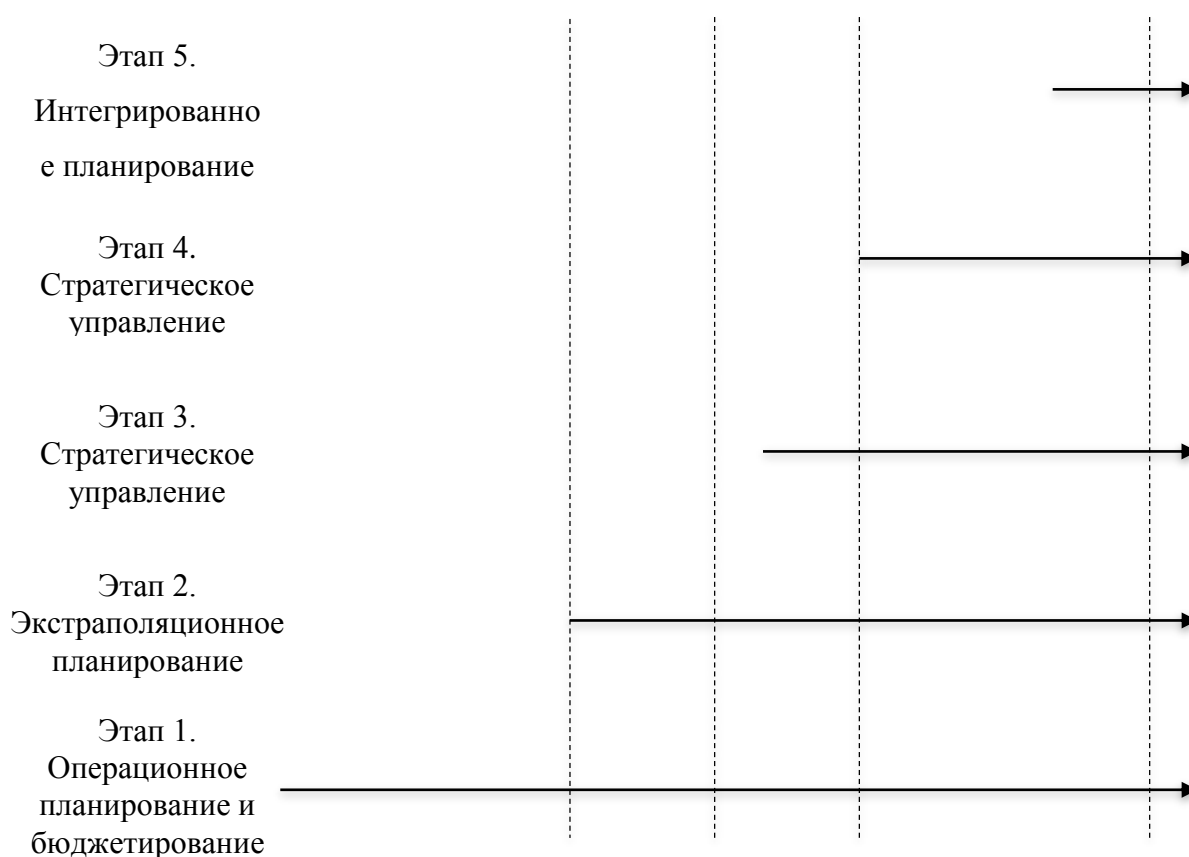 Этап 5.
Интегрированно
е планирование
Этап 4.
Стратегическое
управление
Этап 3.
Стратегическое
управление
Этап 2.
Экстраполяционное
планирование
Этап 1.
Операционное
планирование и
бюджетирование